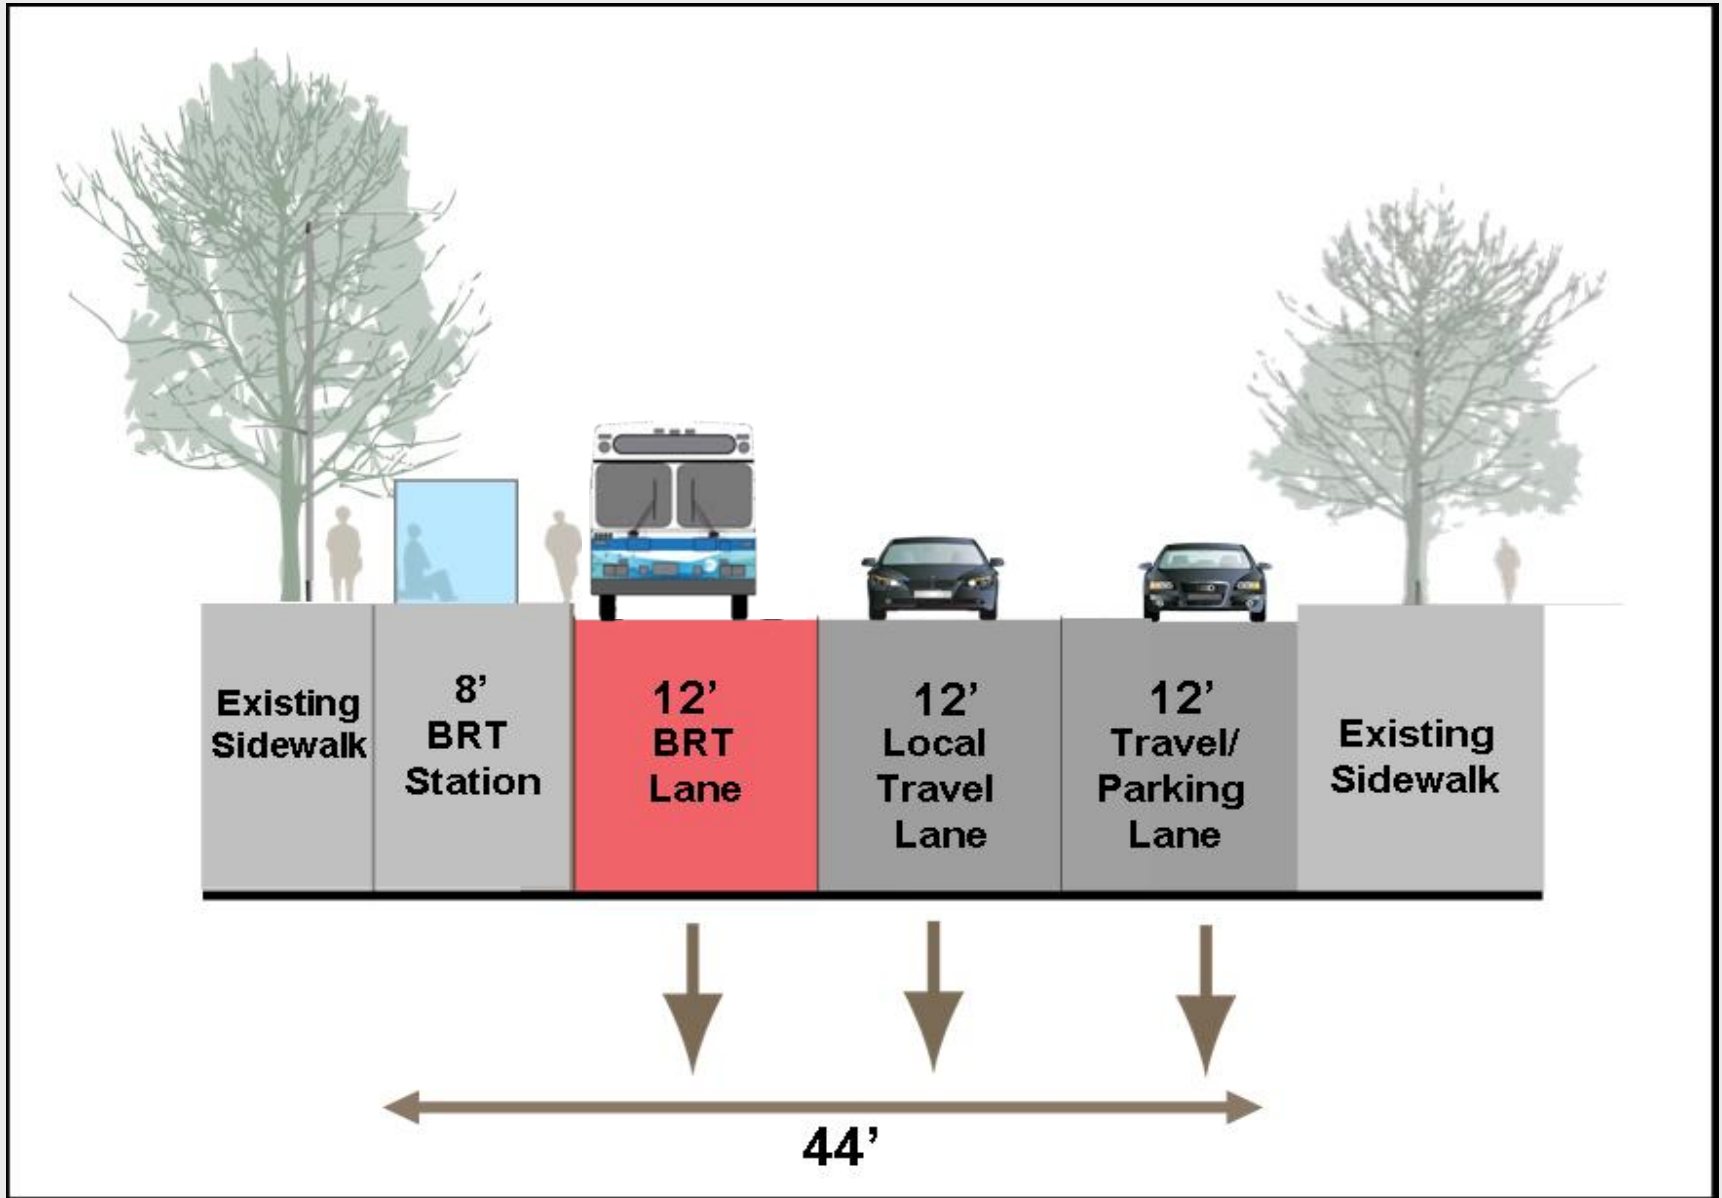 Existing
Sidewalk
8’
BRT
Station
12’
BRT
Lane
12’
Local
Travel
Lane
12’
Travel/
Parking
Lane
Existing
Sidewalk
44’